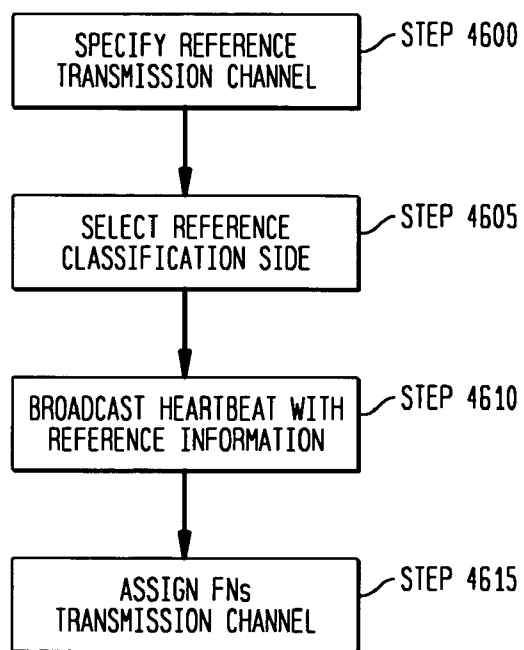 SPECIFY REFERENCE
TRANSMISSION CHANNEL
STEP 4600
SELECT REFERENCE
CLASSIFICATION SIDE
STEP 4605
BROADCAST HEARTBEAT WITH
REFERENCE INFORMATION
STEP 4610
ASSIGN FNs
TRANSMISSION CHANNEL
STEP 4615